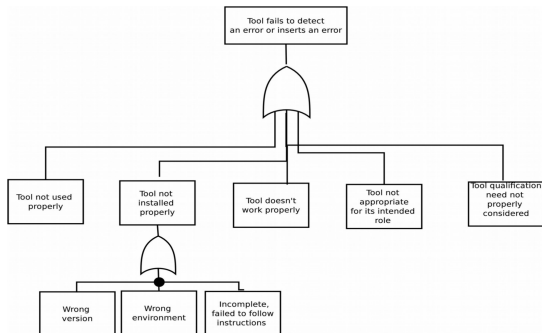 Tool fails to detect
an error or inserts an error
Tool not used
properly
Tool not
installed
properly
Tool doesn't
work properly
Tool not
appropriate
for its intended
role
Tool qualification
need not
properly
considered
Wrong
version
Wrong
environment
Incomplete,
failed to follow
instructions